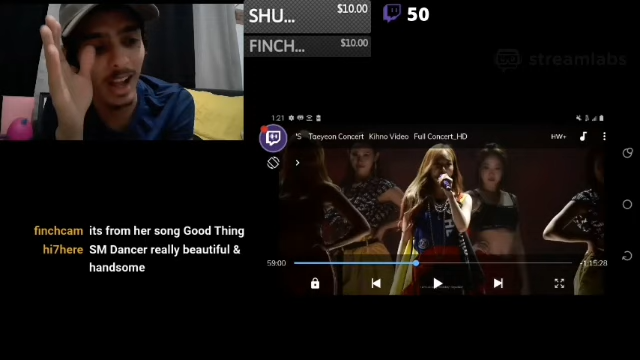 SHU... $10.00
50
FINCH... $10.00
streamlabs
1:21
'S Taeyeon Concert Kihno Video Full Concert_HD
HW+
finchcam its from her song Good Thing
hi7here SM Dancer really beautiful &
handsome
59:00
-1:15:28